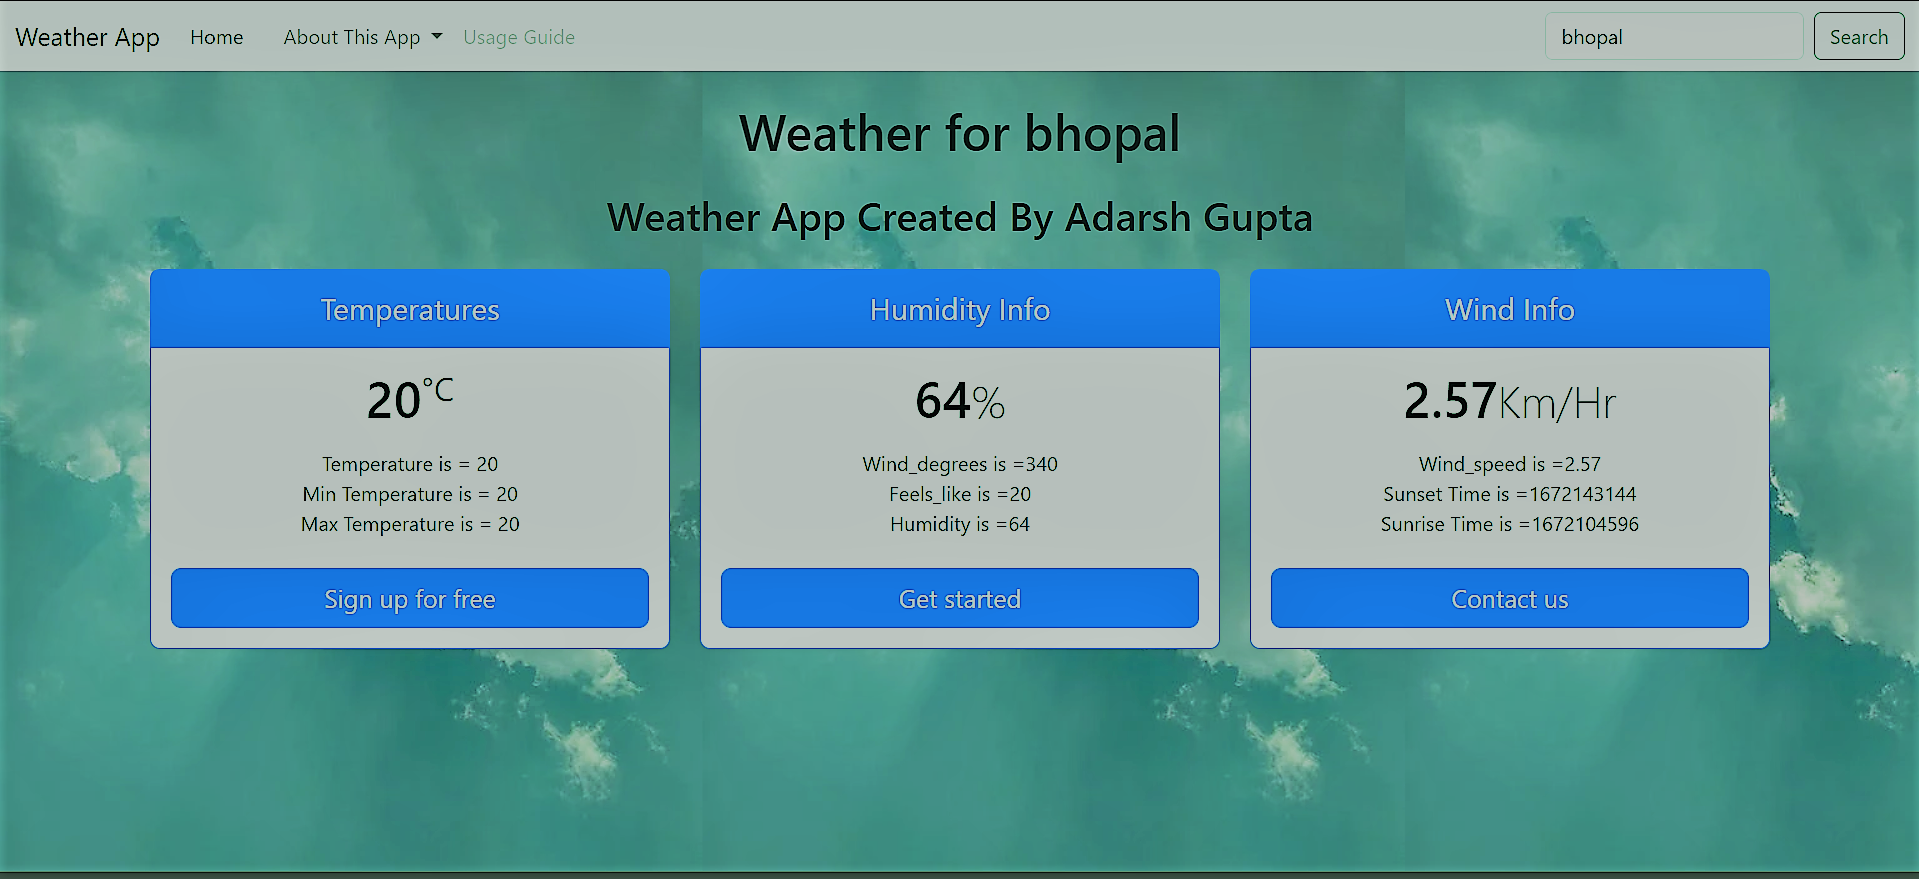 Weather App Home About This App Usage Guide bhopal Search
Weather for bhopal
Weather App Created By Adarsh Gupta
Temperatures
20°C
Temperature is = 20
Min Temperature is = 20
Max Temperature is = 20
Sign up for free
Humidity Info
64%
Wind_degrees is =340
Feels_like is =20
Humidity is =64
Get started
Wind Info
2.57Km/Hr
Wind_speed is =2.57
Sunset Time is =1672143144
Sunrise Time is =1672104596
Contact us